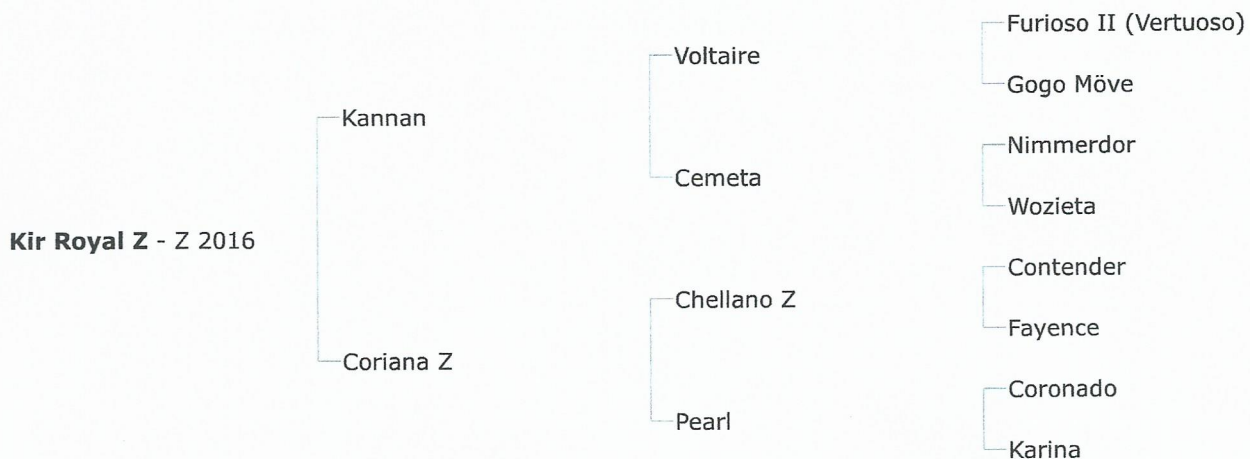 Furioso II (Vertuoso)
Voltaire
Gogo Möve
Kannan
Nimmerdor
Cemeta
Wozieta
Kir Royal Z - Z 2016
Contender
Chellano Z
Fayence
Coriana Z
Coronado
Pearl
Karina